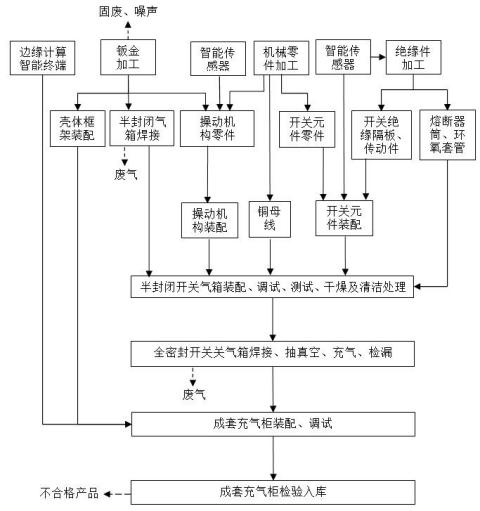 固废、噪声
边缘计算
智能终端
钣金
加工
智能传
感器
机械零
件加工
智能传
感器
绝缘件
加工
壳体框
架装配
半封闭气
箱焊接
操动机
构零件
开关元
件零件
开关绝
缘隔板、
传动件
熔断器
筒、环
氧套管
废气
操动机
构装配
铜母
线
开关元
件装配
半封闭开关气箱装配、调试、测试、干燥及清洁处理
全密封开关关气箱焊接、抽真空、充气、检漏
废气
成套充气柜装配、调试
不合格产品
成套充气柜检验入库